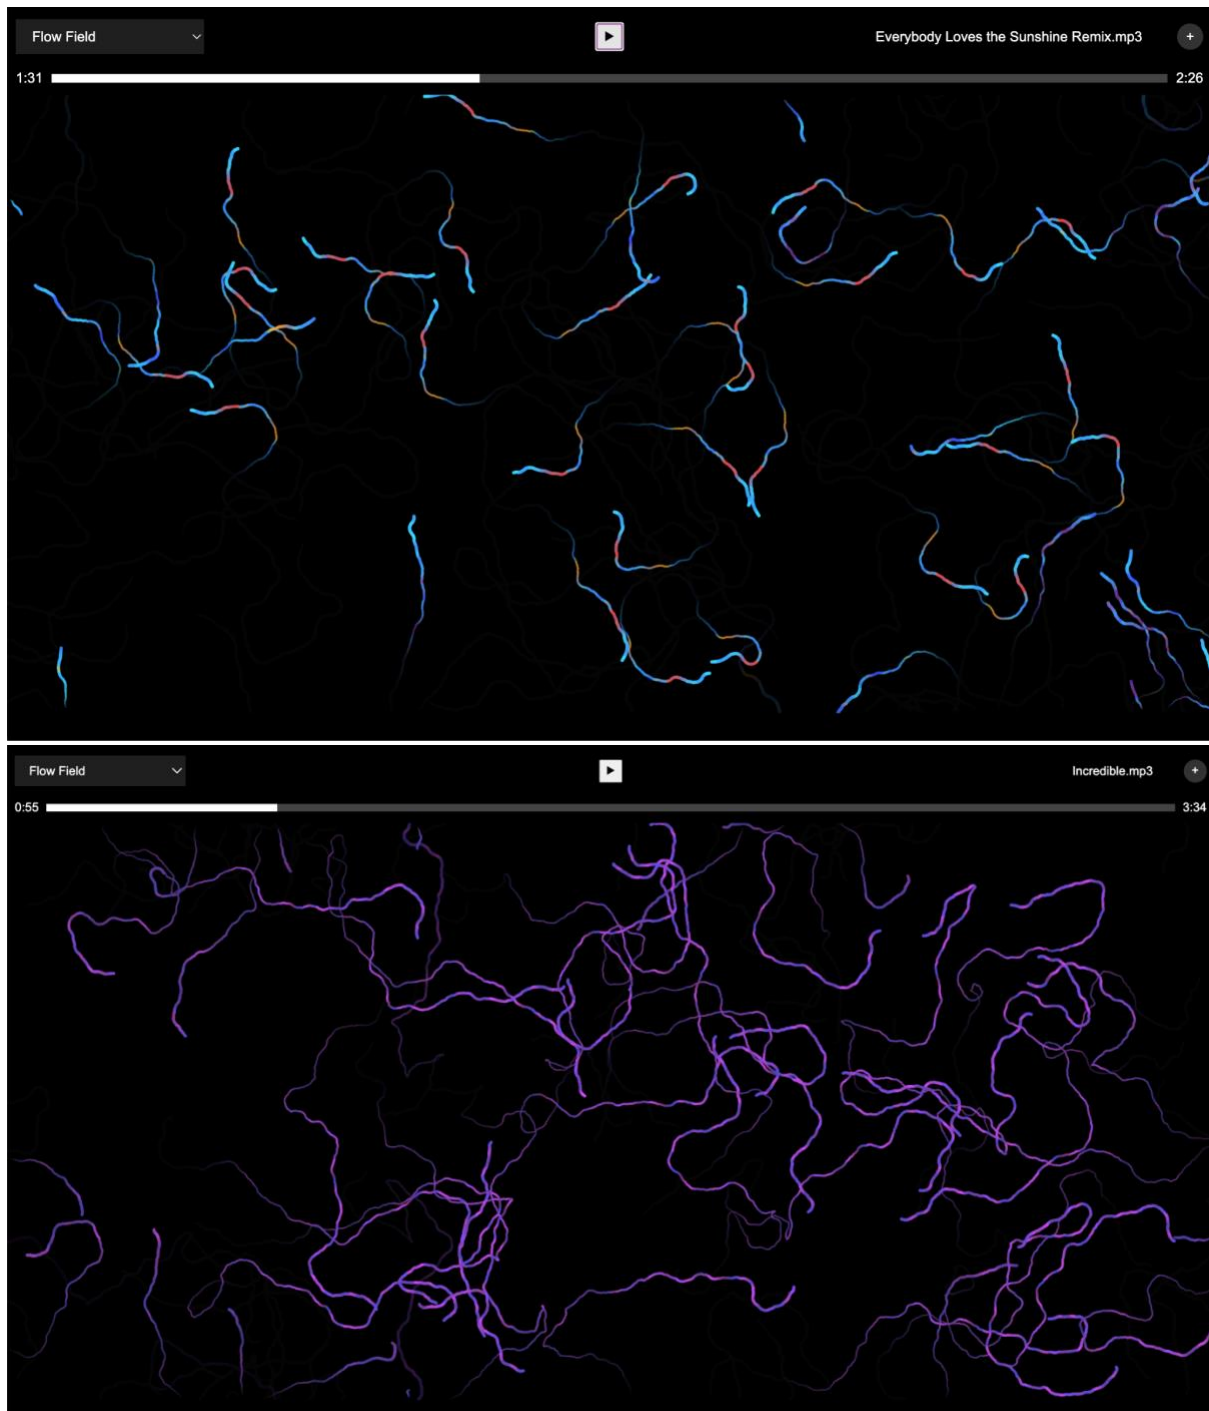 Flow Field
Everybody Loves the Sunshine Remix.mp3
+
1:31
2:26
Flow Field
Incredible.mp3
+
0:55
3:34